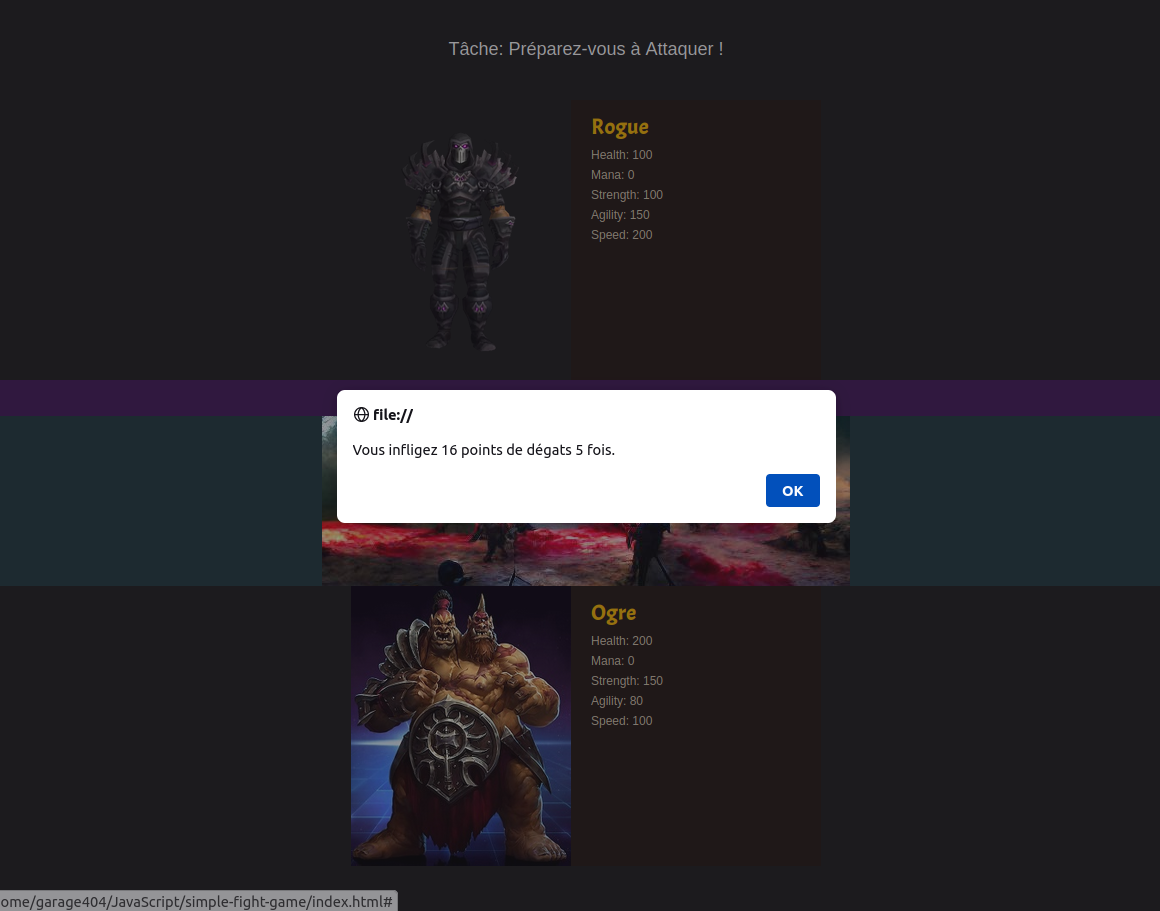 Tâche: Préparez-vous à Attaquer !
Rogue
Health: 100
Mana: 0
Strength: 100
Agility: 150
Speed: 200
file://
Vous infligez 16 points de dégats 5 fois.
OK
Ogre
Health: 200
Mana: 0
Strength: 150
Agility: 80
Speed: 100
ome/garage404/JavaScript/simple-fight-game/index.html#